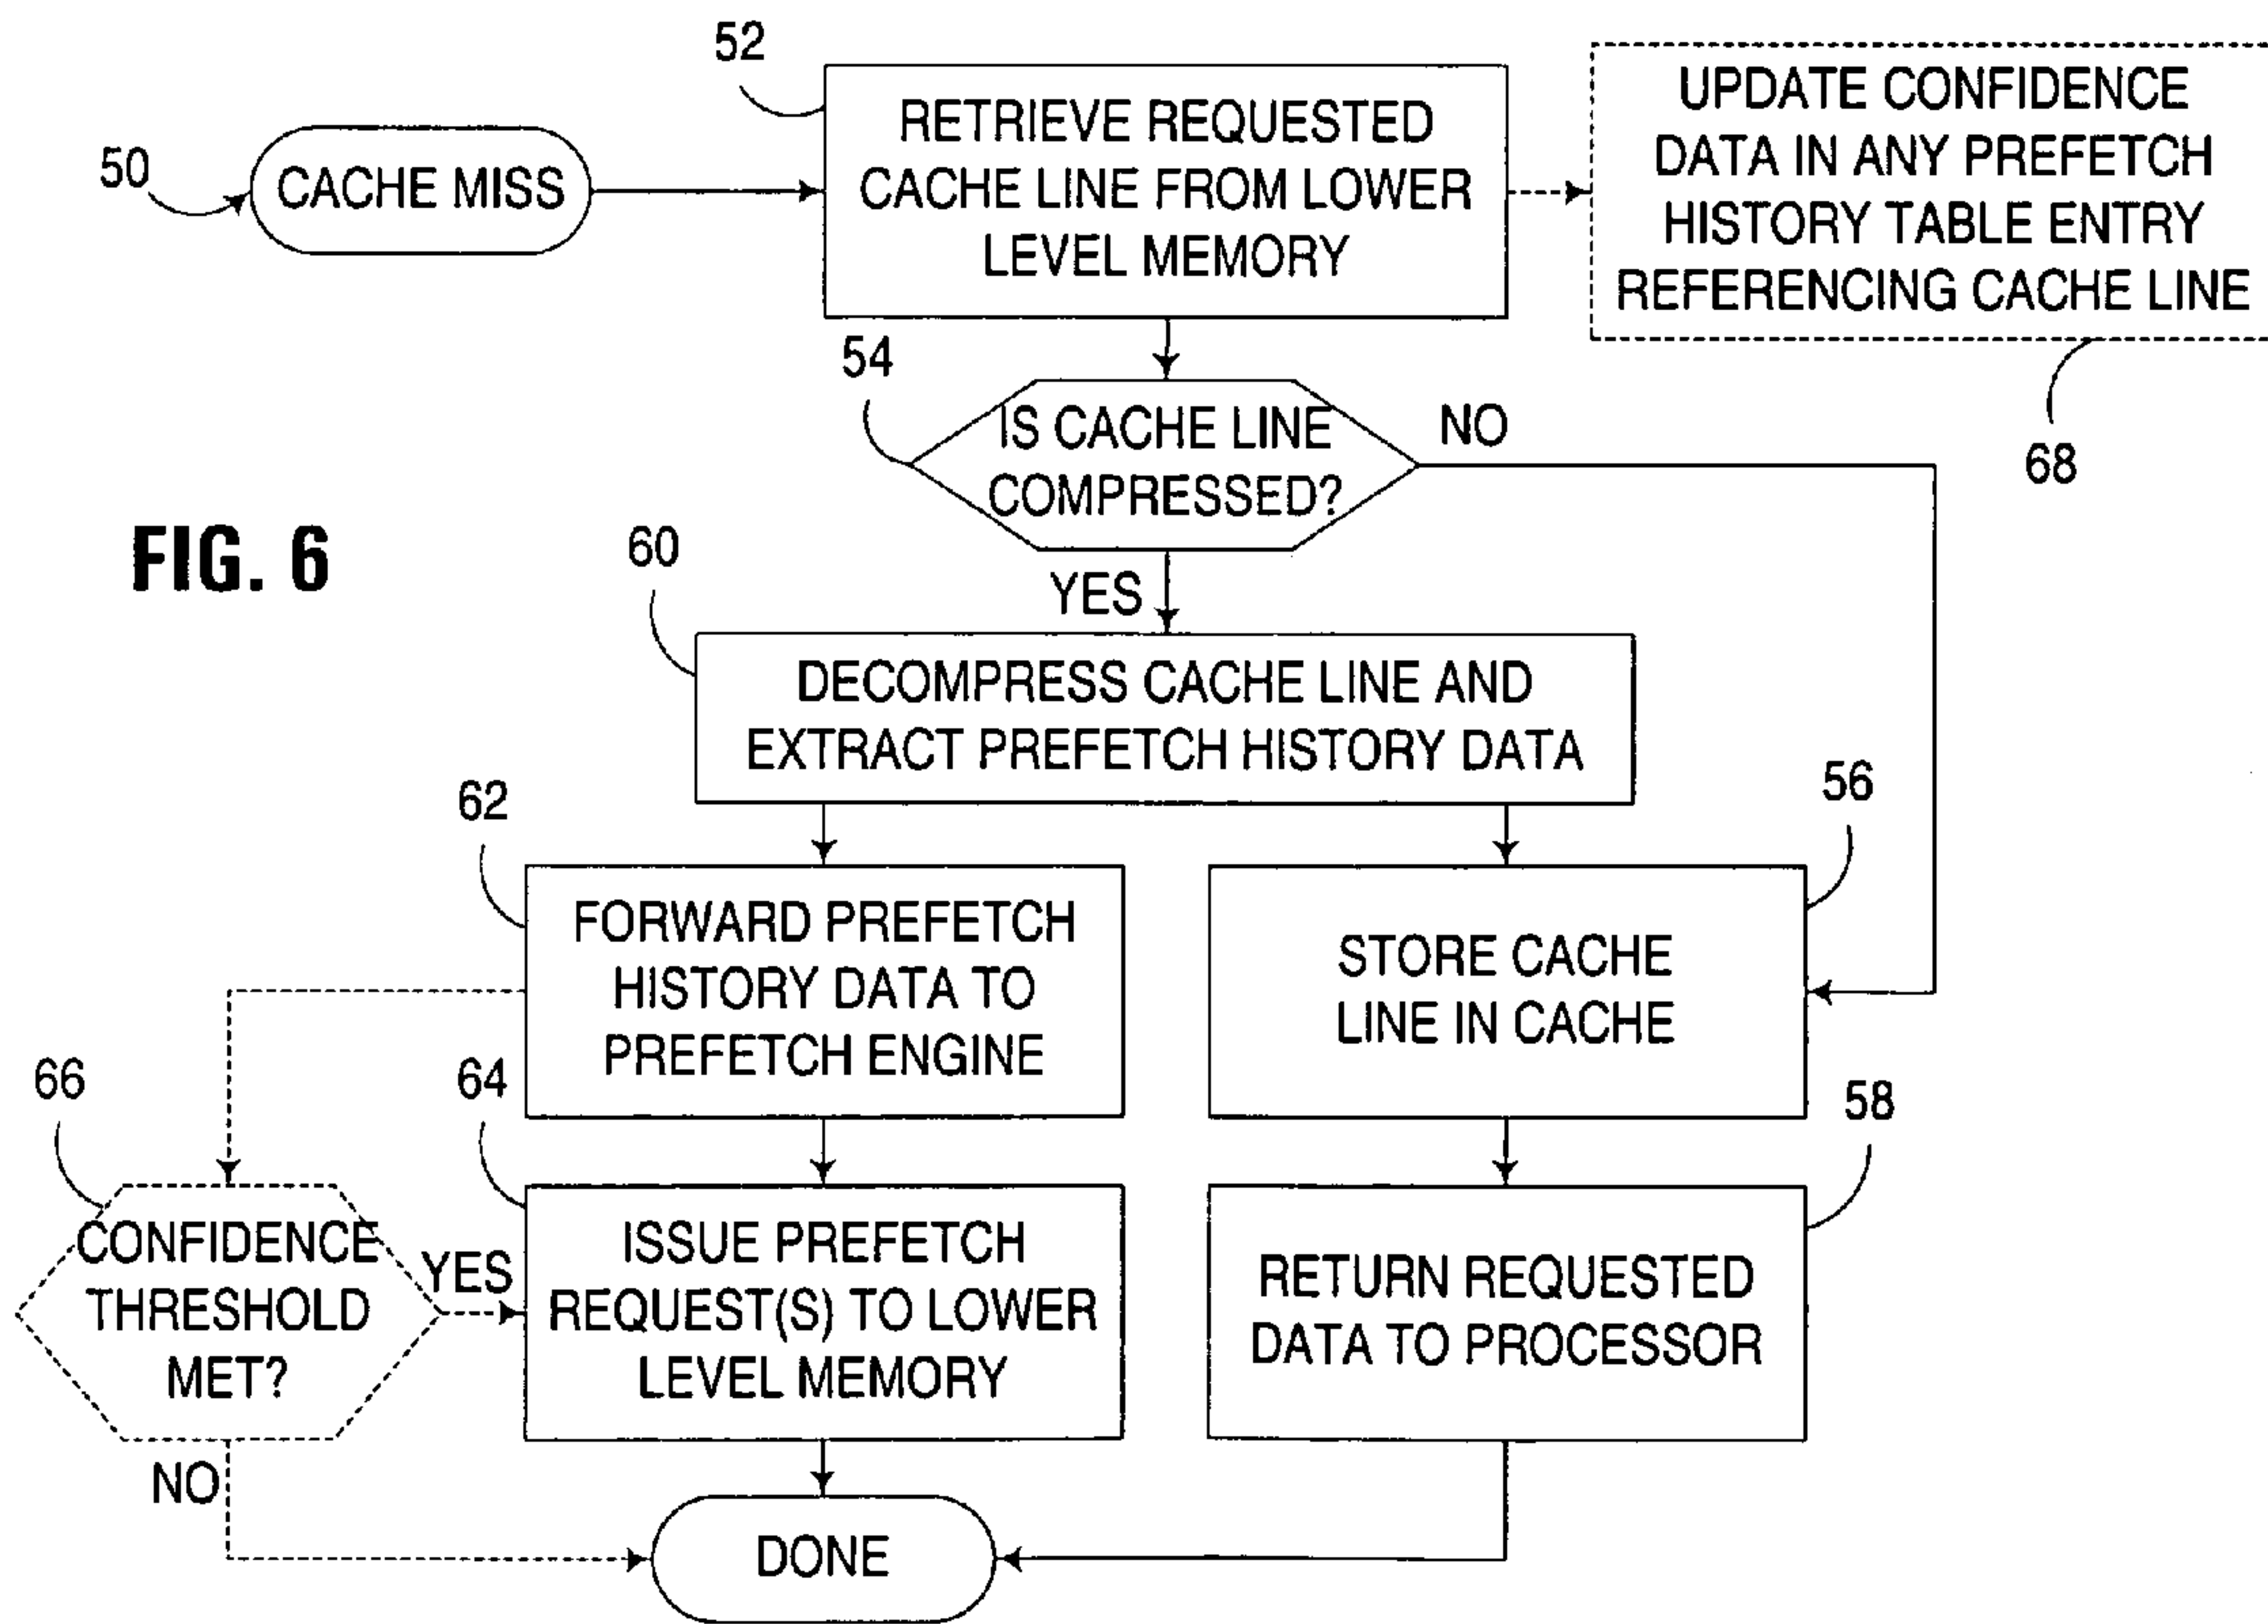 52
UPDATE CONFIDENCE
DATA IN ANY PREFETCH
HISTORY TABLE ENTRY
REFERENCING CACHE LINE
RETRIEVE REQUESTED
CACHE LINE FROM LOWER
LEVEL MEMORY
50
CACHE MISS
54
68
IS CACHE LINE
COMPRESSED?
NO
FIG. 6
60
YES
DECOMPRESS CACHE LINE AND
EXTRACT PREFETCH HISTORY DATA
62
56
FORWARD PREFETCH
HISTORY DATA TO
PREFETCH ENGINE
STORE CACHE
LINE IN CACHE
66
64
58
CONFIDENCE
THRESHOLD
MET?
YES
ISSUE PREFETCH
REQUEST(S) TO LOWER
LEVEL MEMORY
RETURN REQUESTED
DATA TO PROCESSOR
NO
DONE